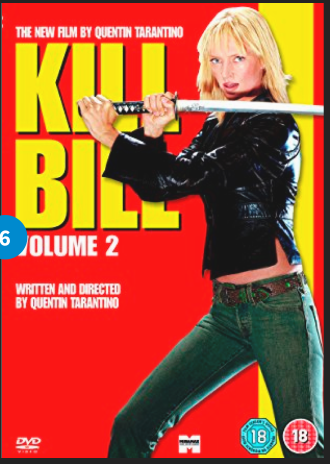 THE NEW FILM BY QUENTIN TARANTINO
KILL
BILL
VOLUME 2
6
WRITTEN AND DIRECTED
BY QUENTIN TARANTINO
DVD
VIDEO
18
18